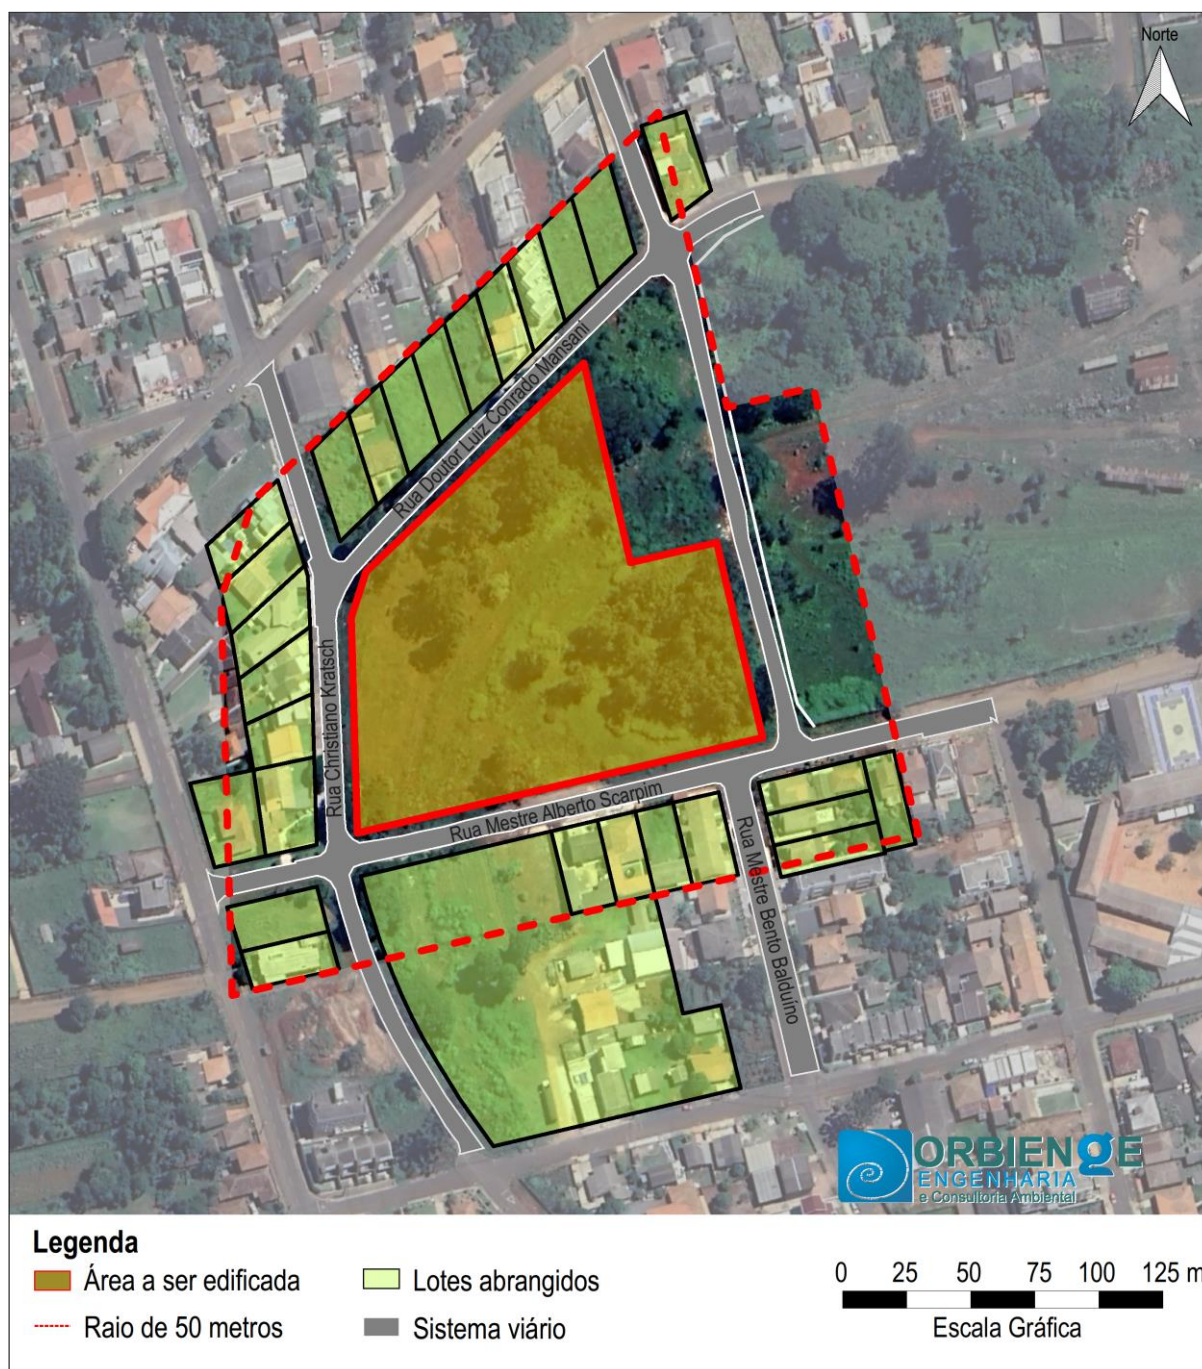 Norte
Rua Doutor Luiz Conrado Mansani
Rua Christiano Kratsch
Rua Mestre Alberto Scarpim
Rua Mestre Bento Balduíno
ORBIENGE
ENGENHARIA
e Consultoria Ambiental
Legenda
Área a ser edificada
Lotes abrangidos
Raio de 50 metros
Sistema viário
0 25 50 75 100 125 m
Escala Gráfica